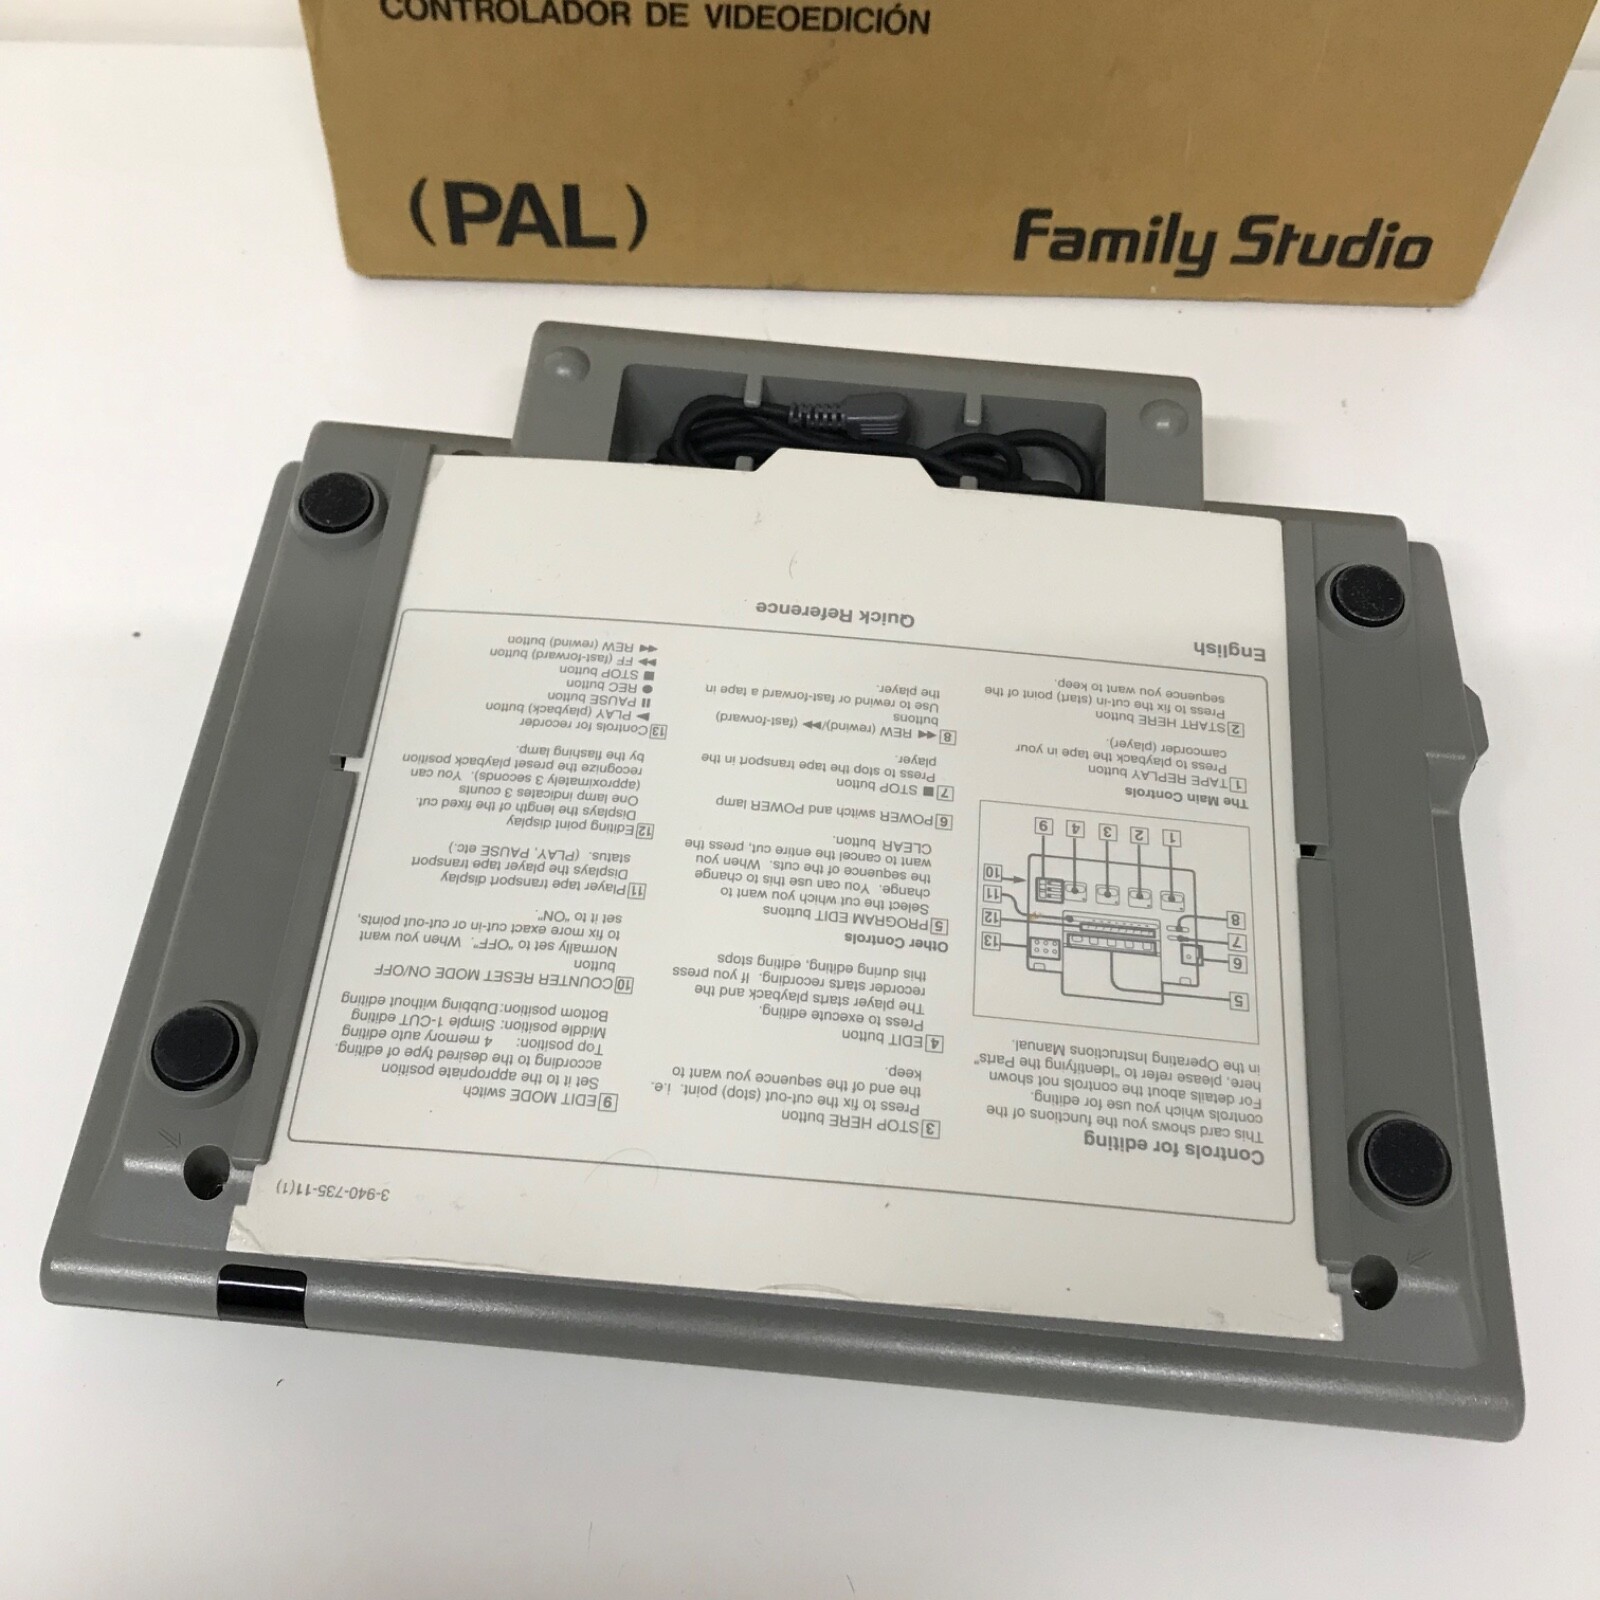 CONTROLADOR DE VIDEOEDICIÓN
(PAL)
Family Studio
3-940-735-11(1)
Controls for editing
This card shows you the functions of the
controls which you use for editing.
For details about the controls not shown
here, please refer to "Identifying the Parts"
in the Operating Instructions Manual.
5
6
7
8
13
12
11
10
1
2
3
4
9
The Main Controls
1 TAPE REPLAY button
Press to playback the tape in your
camcorder (player).
2 START HERE button
Press to fix the cut-in (start) point of the
sequence you want to keep.
3 STOP HERE button
Press to fix the cut-out (stop) point. i.e.
the end of the sequence you want to
keep.
4 EDIT button
Press to execute editing.
The player starts playback and the
recorder starts recording. If you press
this during editing, editing stops
Other Controls
5 PROGRAM EDIT buttons
Select the cut which you want to
change. You can use this to change
the sequence of the cuts. When you
want to cancel the entire cut, press the
CLEAR button.
6 POWER switch and POWER lamp
7 ■ STOP button
Press to stop the tape transport in the
player.
8 ◀◀ REW (rewind)/▶▶ (fast-forward)
buttons
Use to rewind or fast-forward a tape in
the player.
9 EDIT MODE switch
Set it to the appropriate position
according to the desired type of editing.
Top position: 4 memory auto editing
Middle position: Simple 1-CUT editing
Bottom position: Dubbing without editing
10 COUNTER RESET MODE ON/OFF
button
Normally set to "OFF". When you want
to fix more exact cut-in or cut-out points,
set it to "ON".
11 Player tape transport display
Displays the player tape transport
status. (PLAY, PAUSE etc.)
12 Editing point display
Displays the length of the fixed cut.
One lamp indicates 3 counts
(approximately 3 seconds). You can
recognize the preset playback position
by the flashing lamp.
13 Controls for recorder
▶ PLAY (playback) button
❚❚ PAUSE button
● REC button
■ STOP button
▶▶ FF (fast-forward) button
◀◀ REW (rewind) button
English
Quick Reference